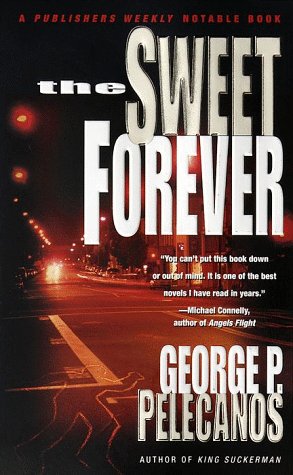 A PUBLISHERS WEEKLY NOTABLE BOOK
the SWEET
FOREVER
"You can't put this book down
or out of mind. It is one of the best
novels I have read in years."
—Michael Connelly,
author of Angels Flight
GEORGE P.
PELECANOS
AUTHOR OF KING SUCKERMAN